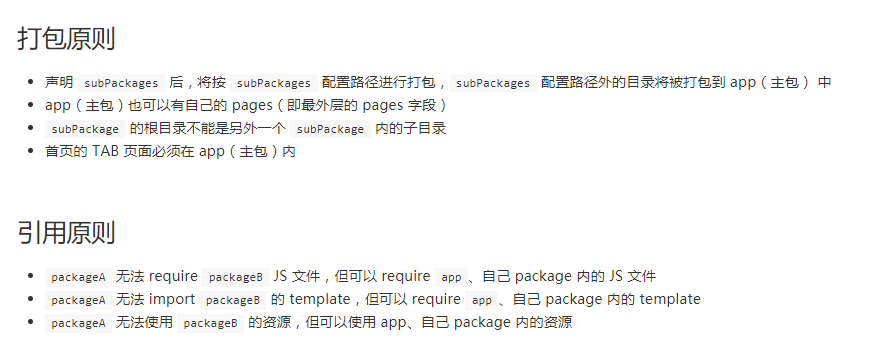 打包原则
声明 subPackages 后，将按 subPackages 配置路径进行打包，subPackages 配置路径外的目录将被打包到 app（主包） 中
app（主包）也可以有自己的 pages（即最外层的 pages 字段）
subPackage 的根目录不能是另外一个 subPackage 内的子目录
首页的 TAB 页面必须在 app（主包）内
引用原则
packageA 无法 require packageB JS 文件，但可以 require app、自己 package 内的 JS 文件
packageA 无法 import packageB 的 template，但可以 require app、自己 package 内的 template
packageA 无法使用 packageB 的资源，但可以使用 app、自己 package 内的资源